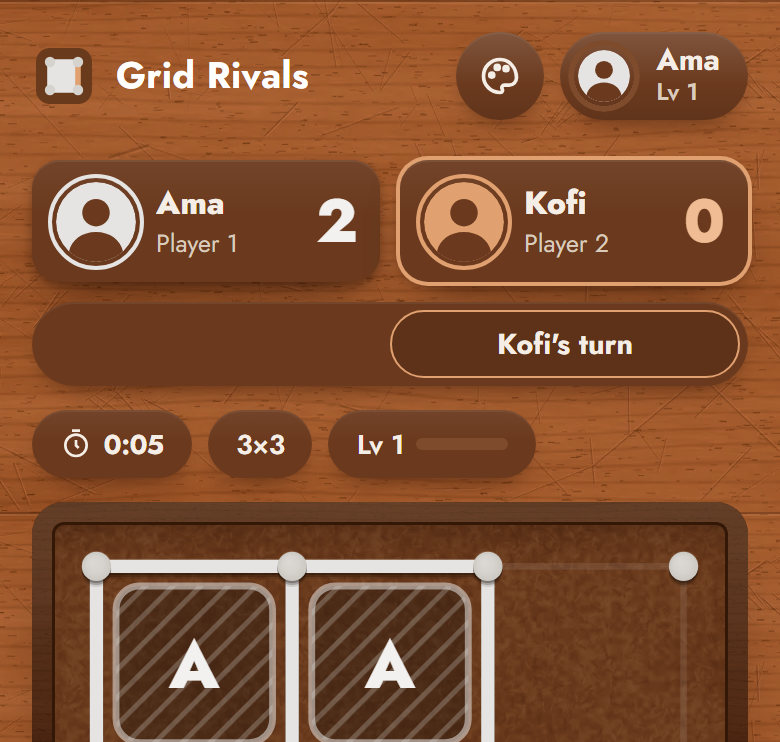 Grid Rivals
Ama
Lv 1
Ama
Player 1
2
Kofi
Player 2
0
Kofi's turn
0:05
3×3
Lv 1
A
A